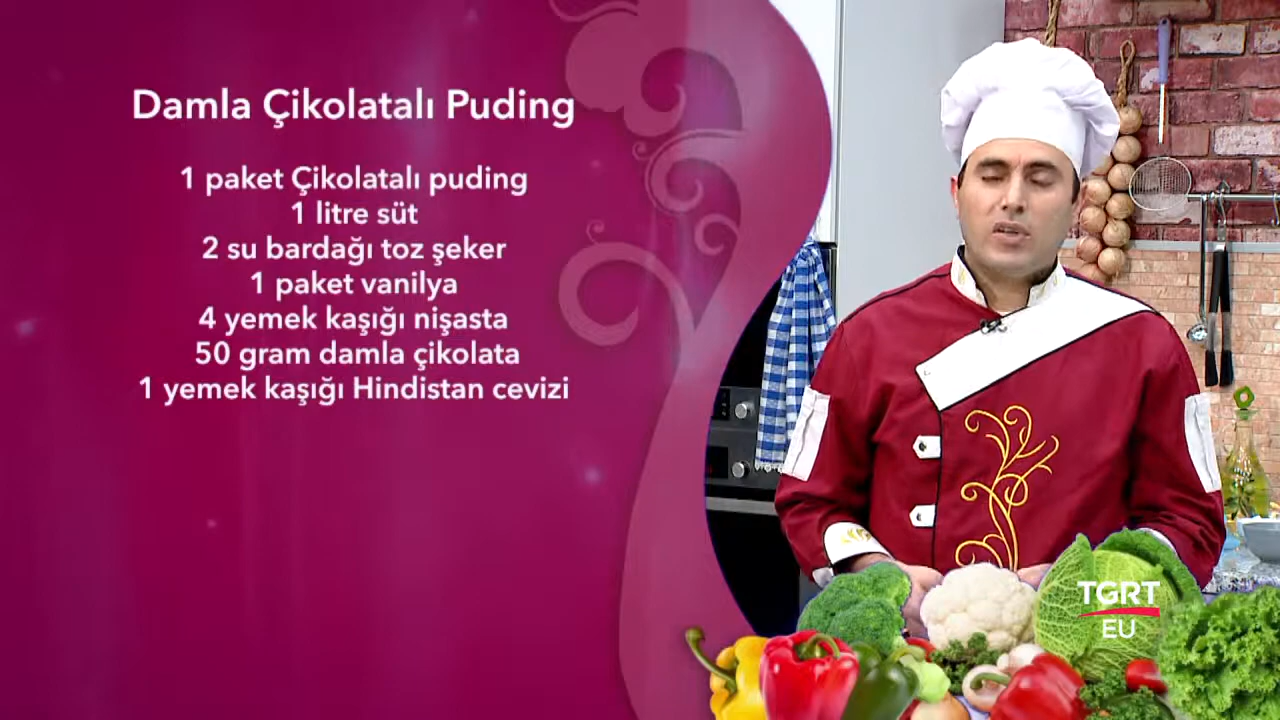 Damla Çikolatalı Puding
1 paket Çikolatalı puding
1 litre süt
2 su bardağı toz şeker
1 paket vanilya
4 yemek kaşığı nişasta
50 gram damla çikolata
1 yemek kaşığı Hindistan cevizi
TGRT
EU